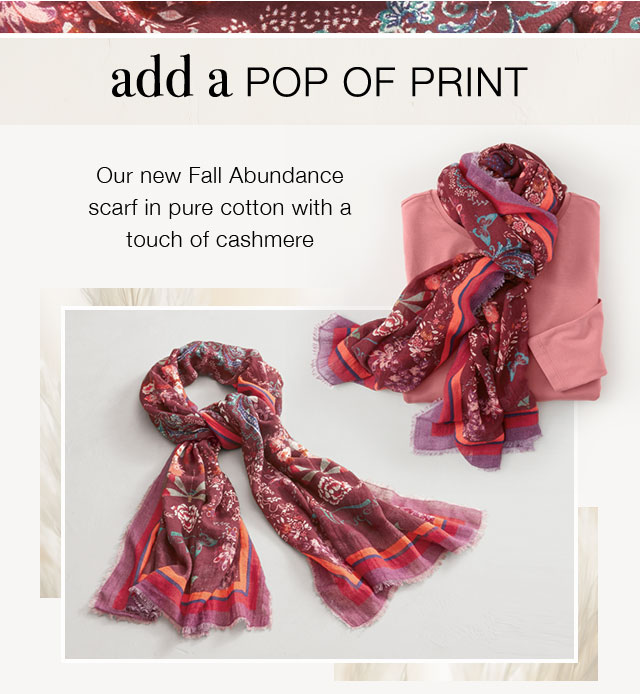 add a POP OF PRINT
Our new Fall Abundance
scarf in pure cotton with a
touch of cashmere